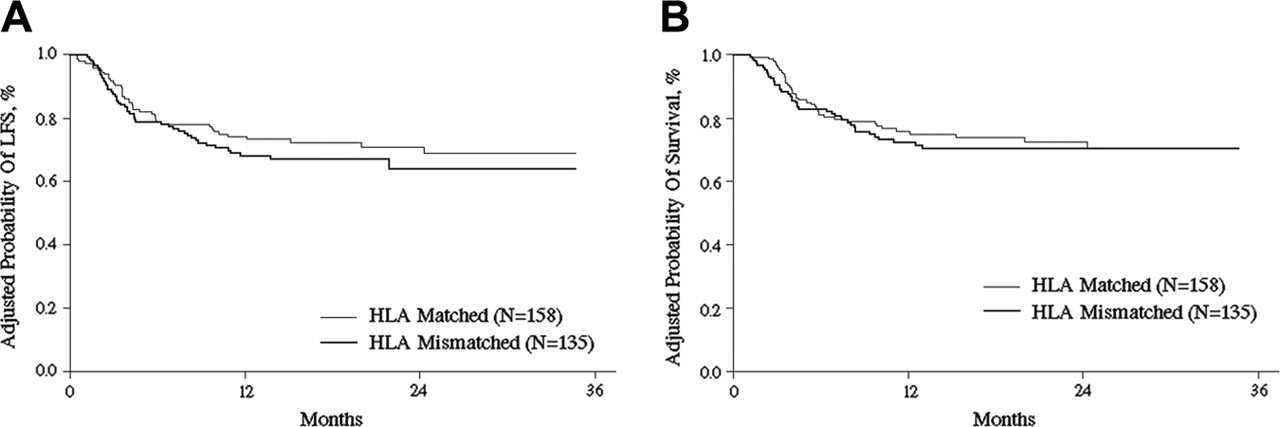 A
Adjusted Probability Of LFS, %
1.0
0.8
0.6
0.4
0.2
0.0
HLA Matched (N=158)
HLA Mismatched (N=135)
0 12 24 36
Months
B
Adjusted Probability Of Survival, %
1.0
0.8
0.6
0.4
0.2
0.0
HLA Matched (N=158)
HLA Mismatched (N=135)
0 12 24 36
Months